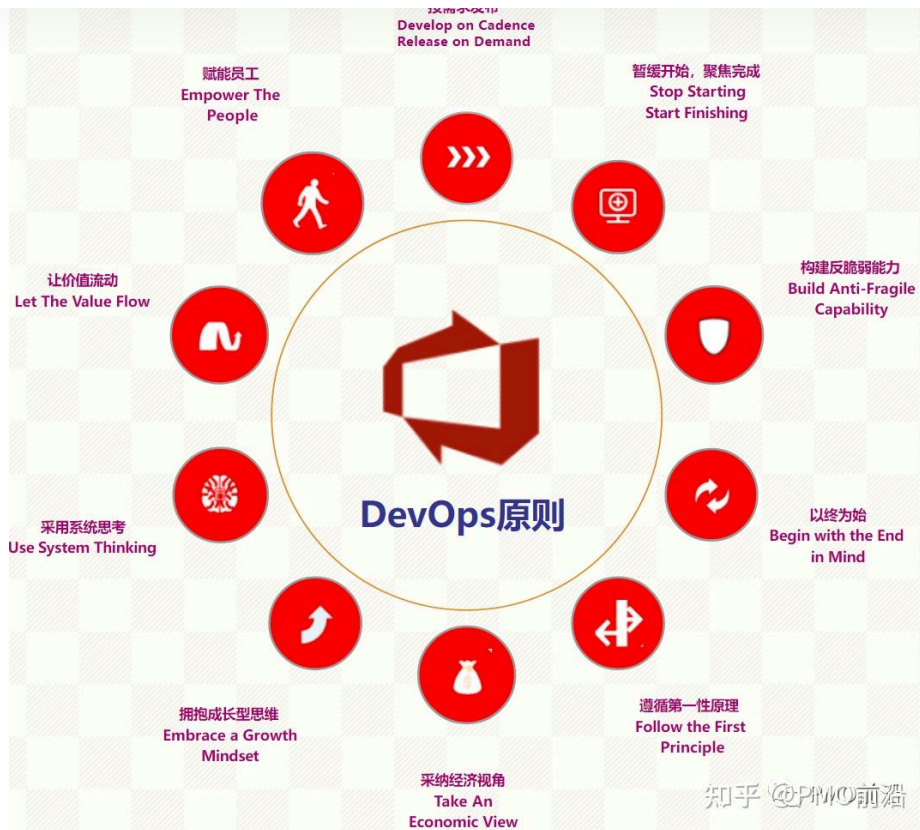 按需求发布
Develop on Cadence
Release on Demand
赋能员工
Empower The
People
暂缓开始，聚焦完成
Stop Starting
Start Finishing
让价值流动
Let The Value Flow
构建反脆弱能力
Build Anti-Fragile
Capability
DevOps原则
采用系统思考
Use System Thinking
以终为始
Begin with the End
in Mind
拥抱成长型思维
Embrace a Growth
Mindset
遵循第一性原理
Follow the First
Principle
采纳经济视角
Take An
Economic View
知乎 @PMO前沿